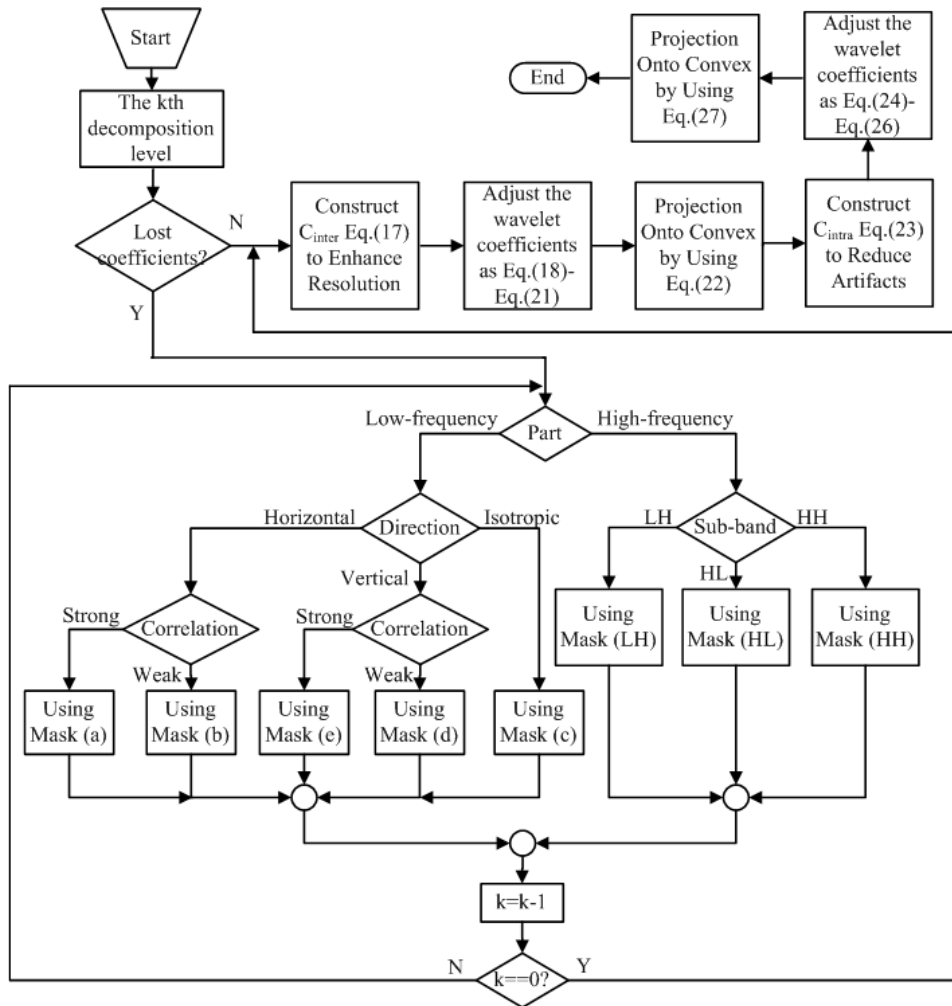 Start
The kth
decomposition
level
Lost
coefficients?
N
Y
Construct
Cinter Eq.(17)
to Enhance
Resolution
Adjust the
wavelet
coefficients
as Eq.(18)-
Eq.(21)
Projection
Onto Convex
by Using
Eq.(22)
Construct
Cintra Eq.(23)
to Reduce
Artifacts
Adjust the
wavelet
coefficients
as Eq.(24)-
Eq.(26)
Projection
Onto Convex
by Using
Eq.(27)
End
Low-frequency
Part
High-frequency
Horizontal
Direction
Isotropic
Vertical
LH
Sub-band
HH
HL
Strong
Correlation
Weak
Strong
Correlation
Weak
Using
Mask (a)
Using
Mask (b)
Using
Mask (e)
Using
Mask (d)
Using
Mask (c)
Using
Mask (LH)
Using
Mask (HL)
Using
Mask (HH)
k=k-1
N
k==0?
Y